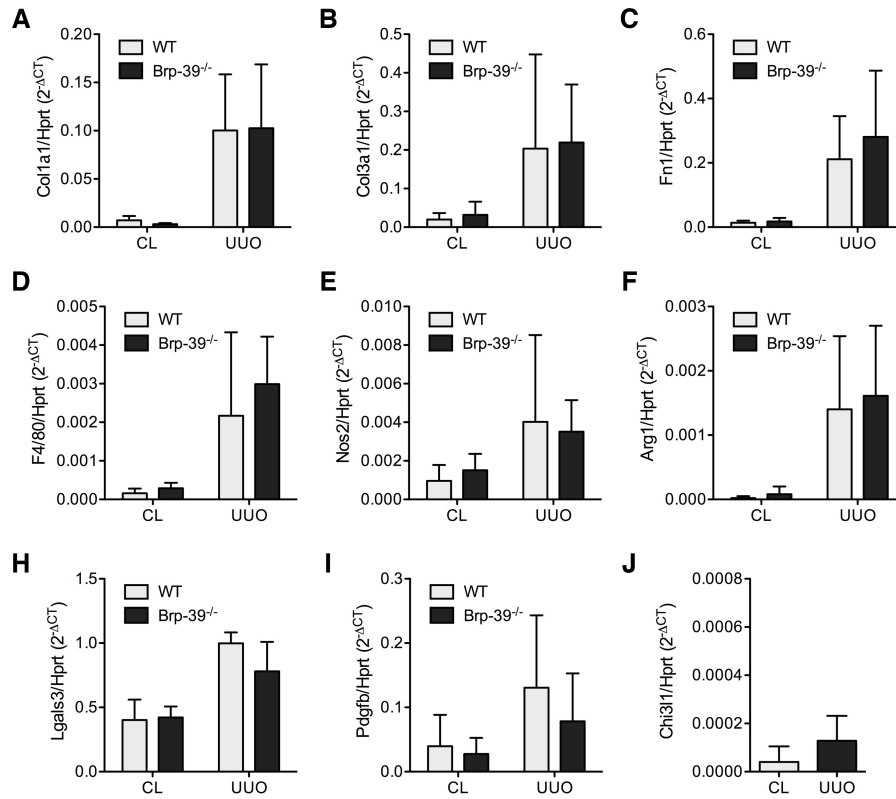 A
Col1a1/Hprt (2-ΔCT)
0.20
0.15
0.10
0.05
0.00
WT
Brp-39-/-
CL UUO
B
Col3a1/Hprt (2-ΔCT)
0.5
0.4
0.3
0.2
0.1
0.0
WT
Brp-39-/-
CL UUO
C
Fn1/Hprt (2-ΔCT)
0.6
0.4
0.2
0.0
WT
Brp-39-/-
CL UUO
D
F4/80/Hprt (2-ΔCT)
0.005
0.004
0.003
0.002
0.001
0.000
WT
Brp-39-/-
CL UUO
E
Nos2/Hprt (2-ΔCT)
0.010
0.008
0.006
0.004
0.002
0.000
WT
Brp-39-/-
CL UUO
F
Arg1/Hprt (2-ΔCT)
0.003
0.002
0.001
0.000
WT
Brp-39-/-
CL UUO
H
Lgals3/Hprt (2-ΔCT)
1.5
1.0
0.5
0.0
WT
Brp-39-/-
CL UUO
I
Pdgfb/Hprt (2-ΔCT)
0.3
0.2
0.1
0.0
WT
Brp-39-/-
CL UUO
J
Chi3l1/Hprt (2-ΔCT)
0.0008
0.0006
0.0004
0.0002
0.0000
CL UUO